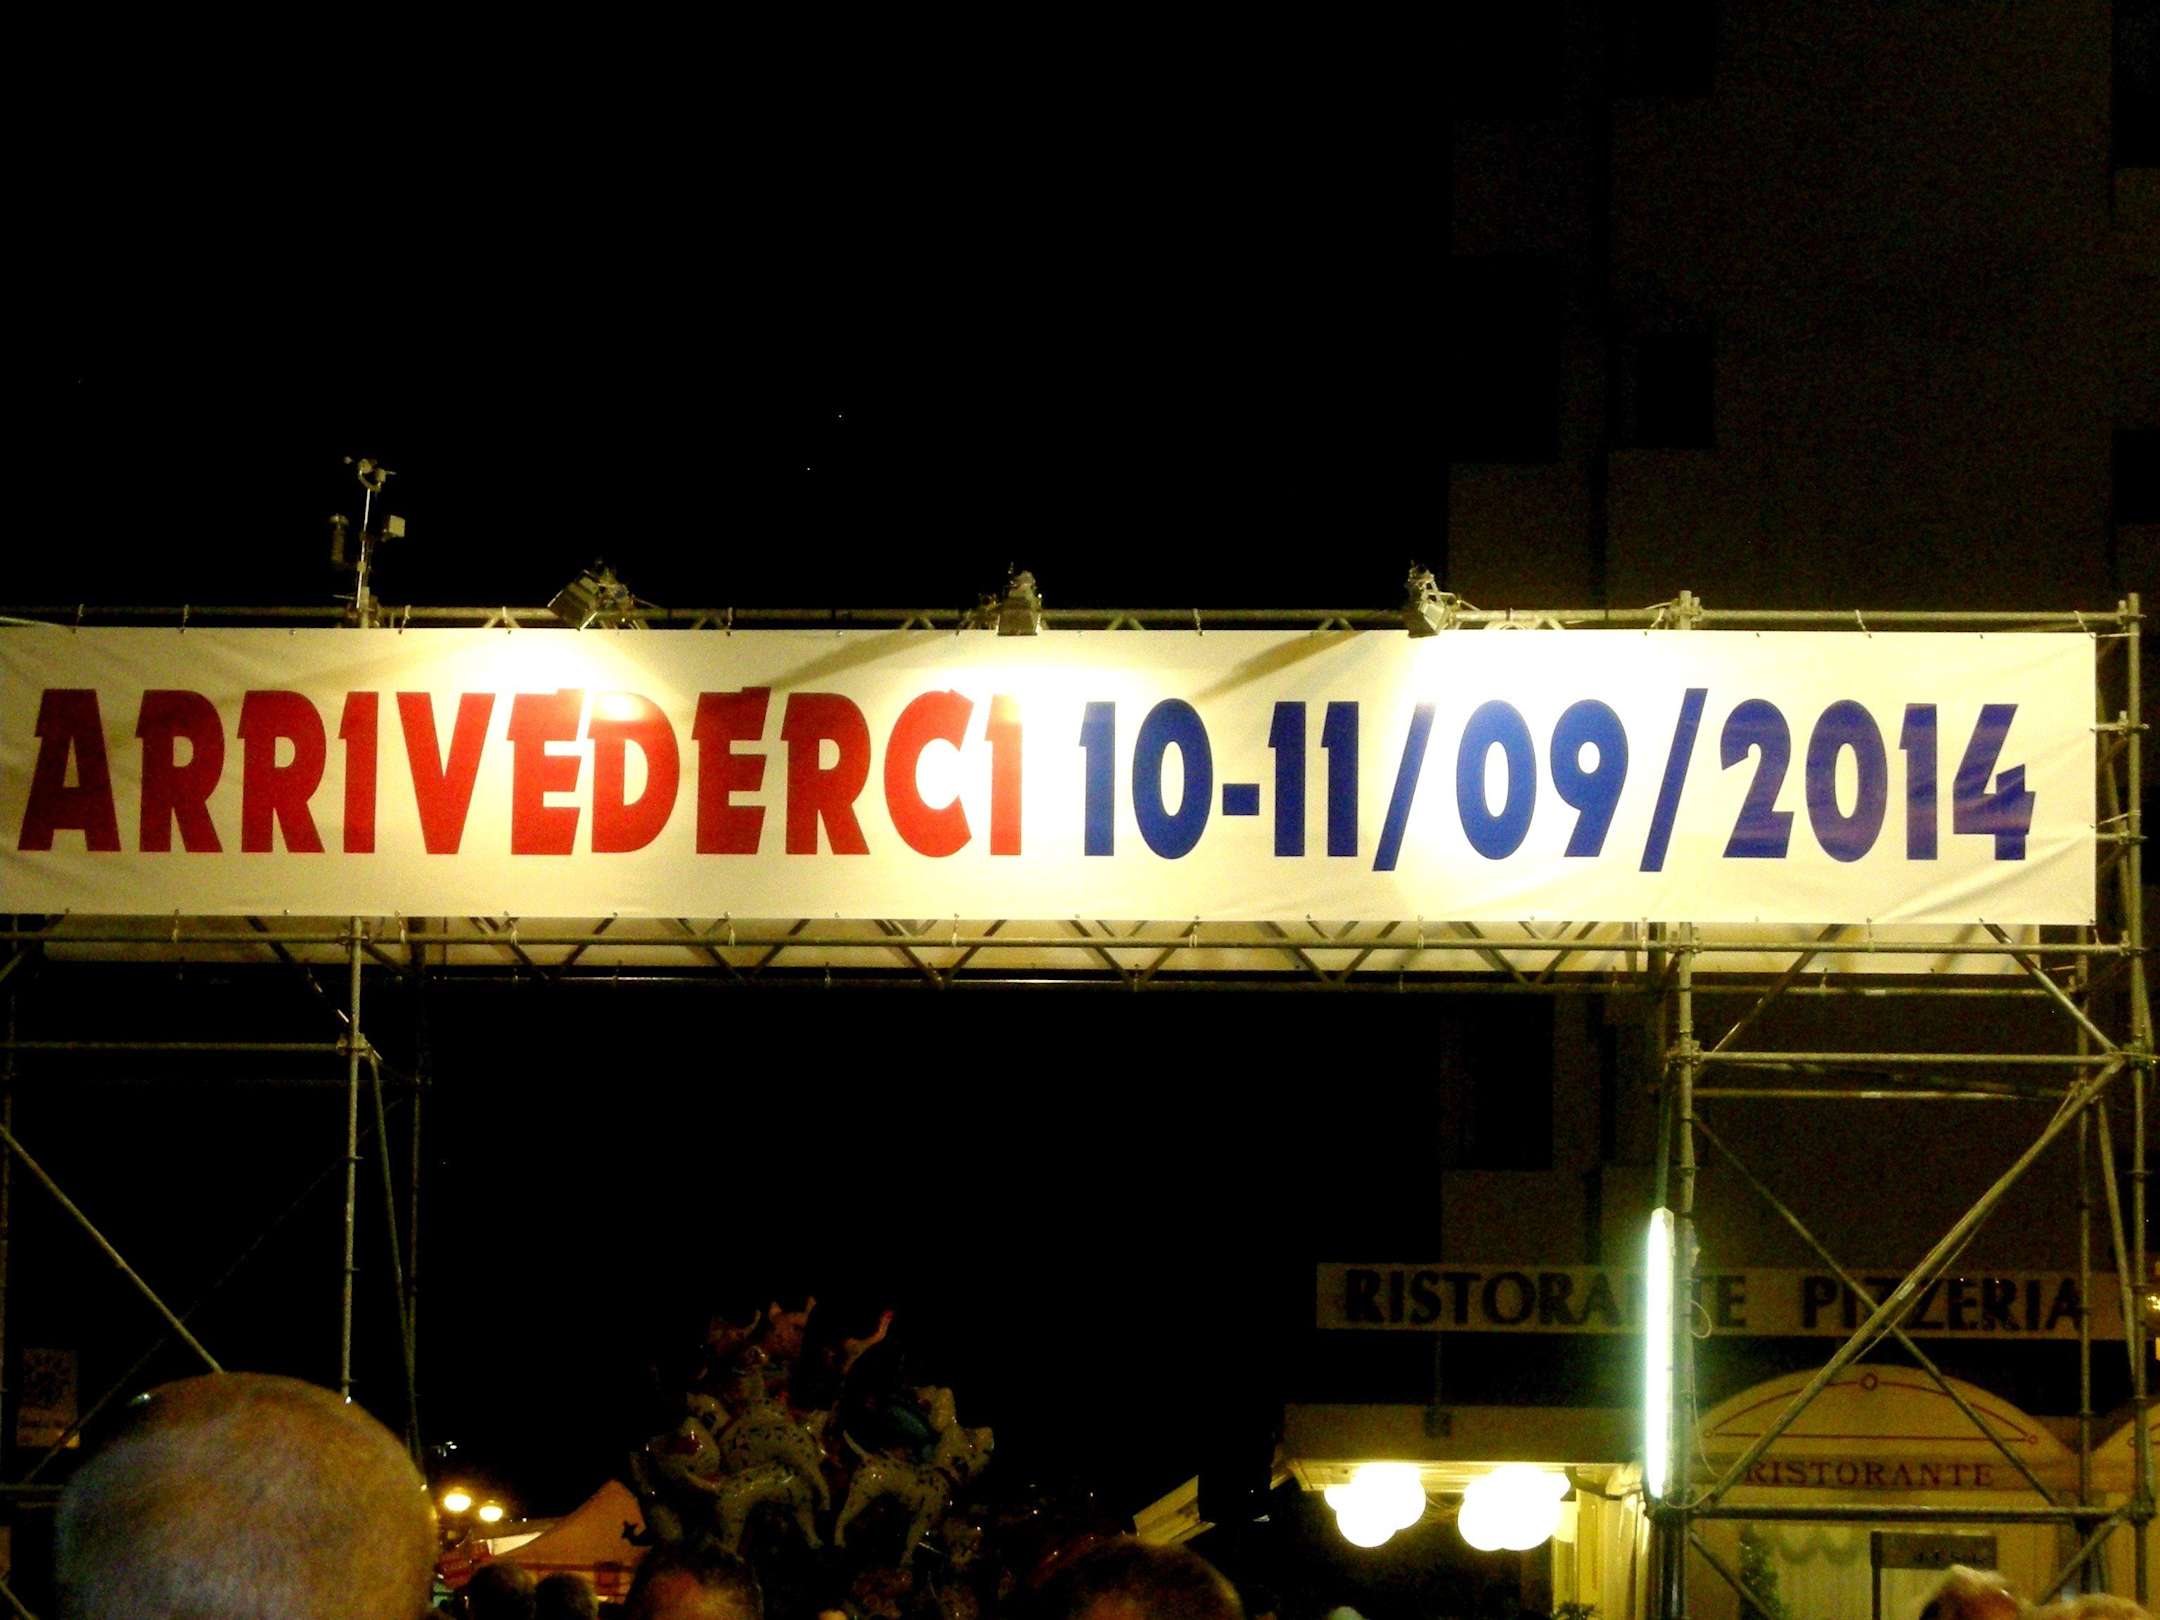 ARRIVEDERCI 10-11/09/2014
RISTORANTE PIZZERIA
RISTORANTE